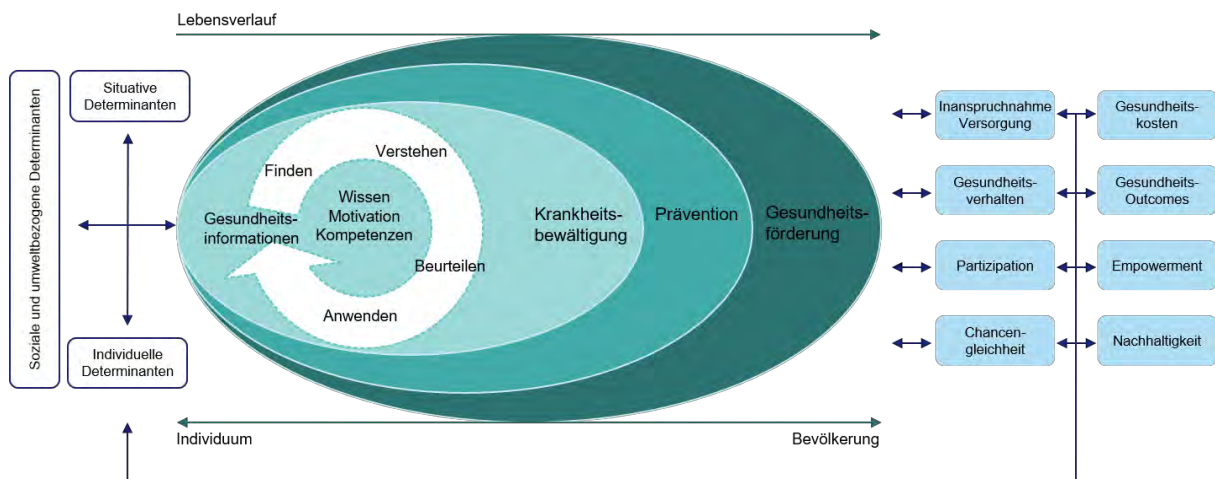 Lebensverlauf
Soziale und umweltbezogene Determinanten
Situative
Determinanten
Individuelle
Determinanten
Finden
Verstehen
Beurteilen
Anwenden
Gesundheits-
informationen
Wissen
Motivation
Kompetenzen
Krankheits-
bewältigung
Prävention
Gesundheits-
förderung
Individuum
Bevölkerung
Inanspruchnahme
Versorgung
Gesundheits-
kosten
Gesundheits-
verhalten
Gesundheits-
Outcomes
Partizipation
Empowerment
Chancen-
gleichheit
Nachhaltigkeit